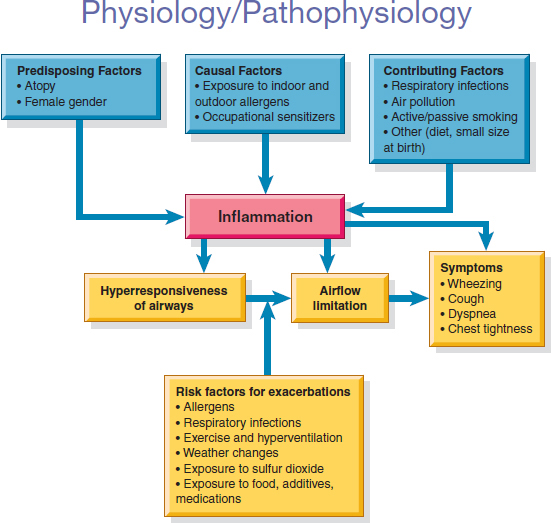 Physiology/Pathophysiology
Predisposing Factors
• Atopy
• Female gender
Causal Factors
• Exposure to indoor and
outdoor allergens
• Occupational sensitizers
Contributing Factors
• Respiratory infections
• Air pollution
• Active/passive smoking
• Other (diet, small size
at birth)
Inflammation
Hyperresponsiveness
of airways
Airflow
limitation
Symptoms
• Wheezing
• Cough
• Dyspnea
• Chest tightness
Risk factors for exacerbations
• Allergens
• Respiratory infections
• Exercise and hyperventilation
• Weather changes
• Exposure to sulfur dioxide
• Exposure to food, additives,
medications